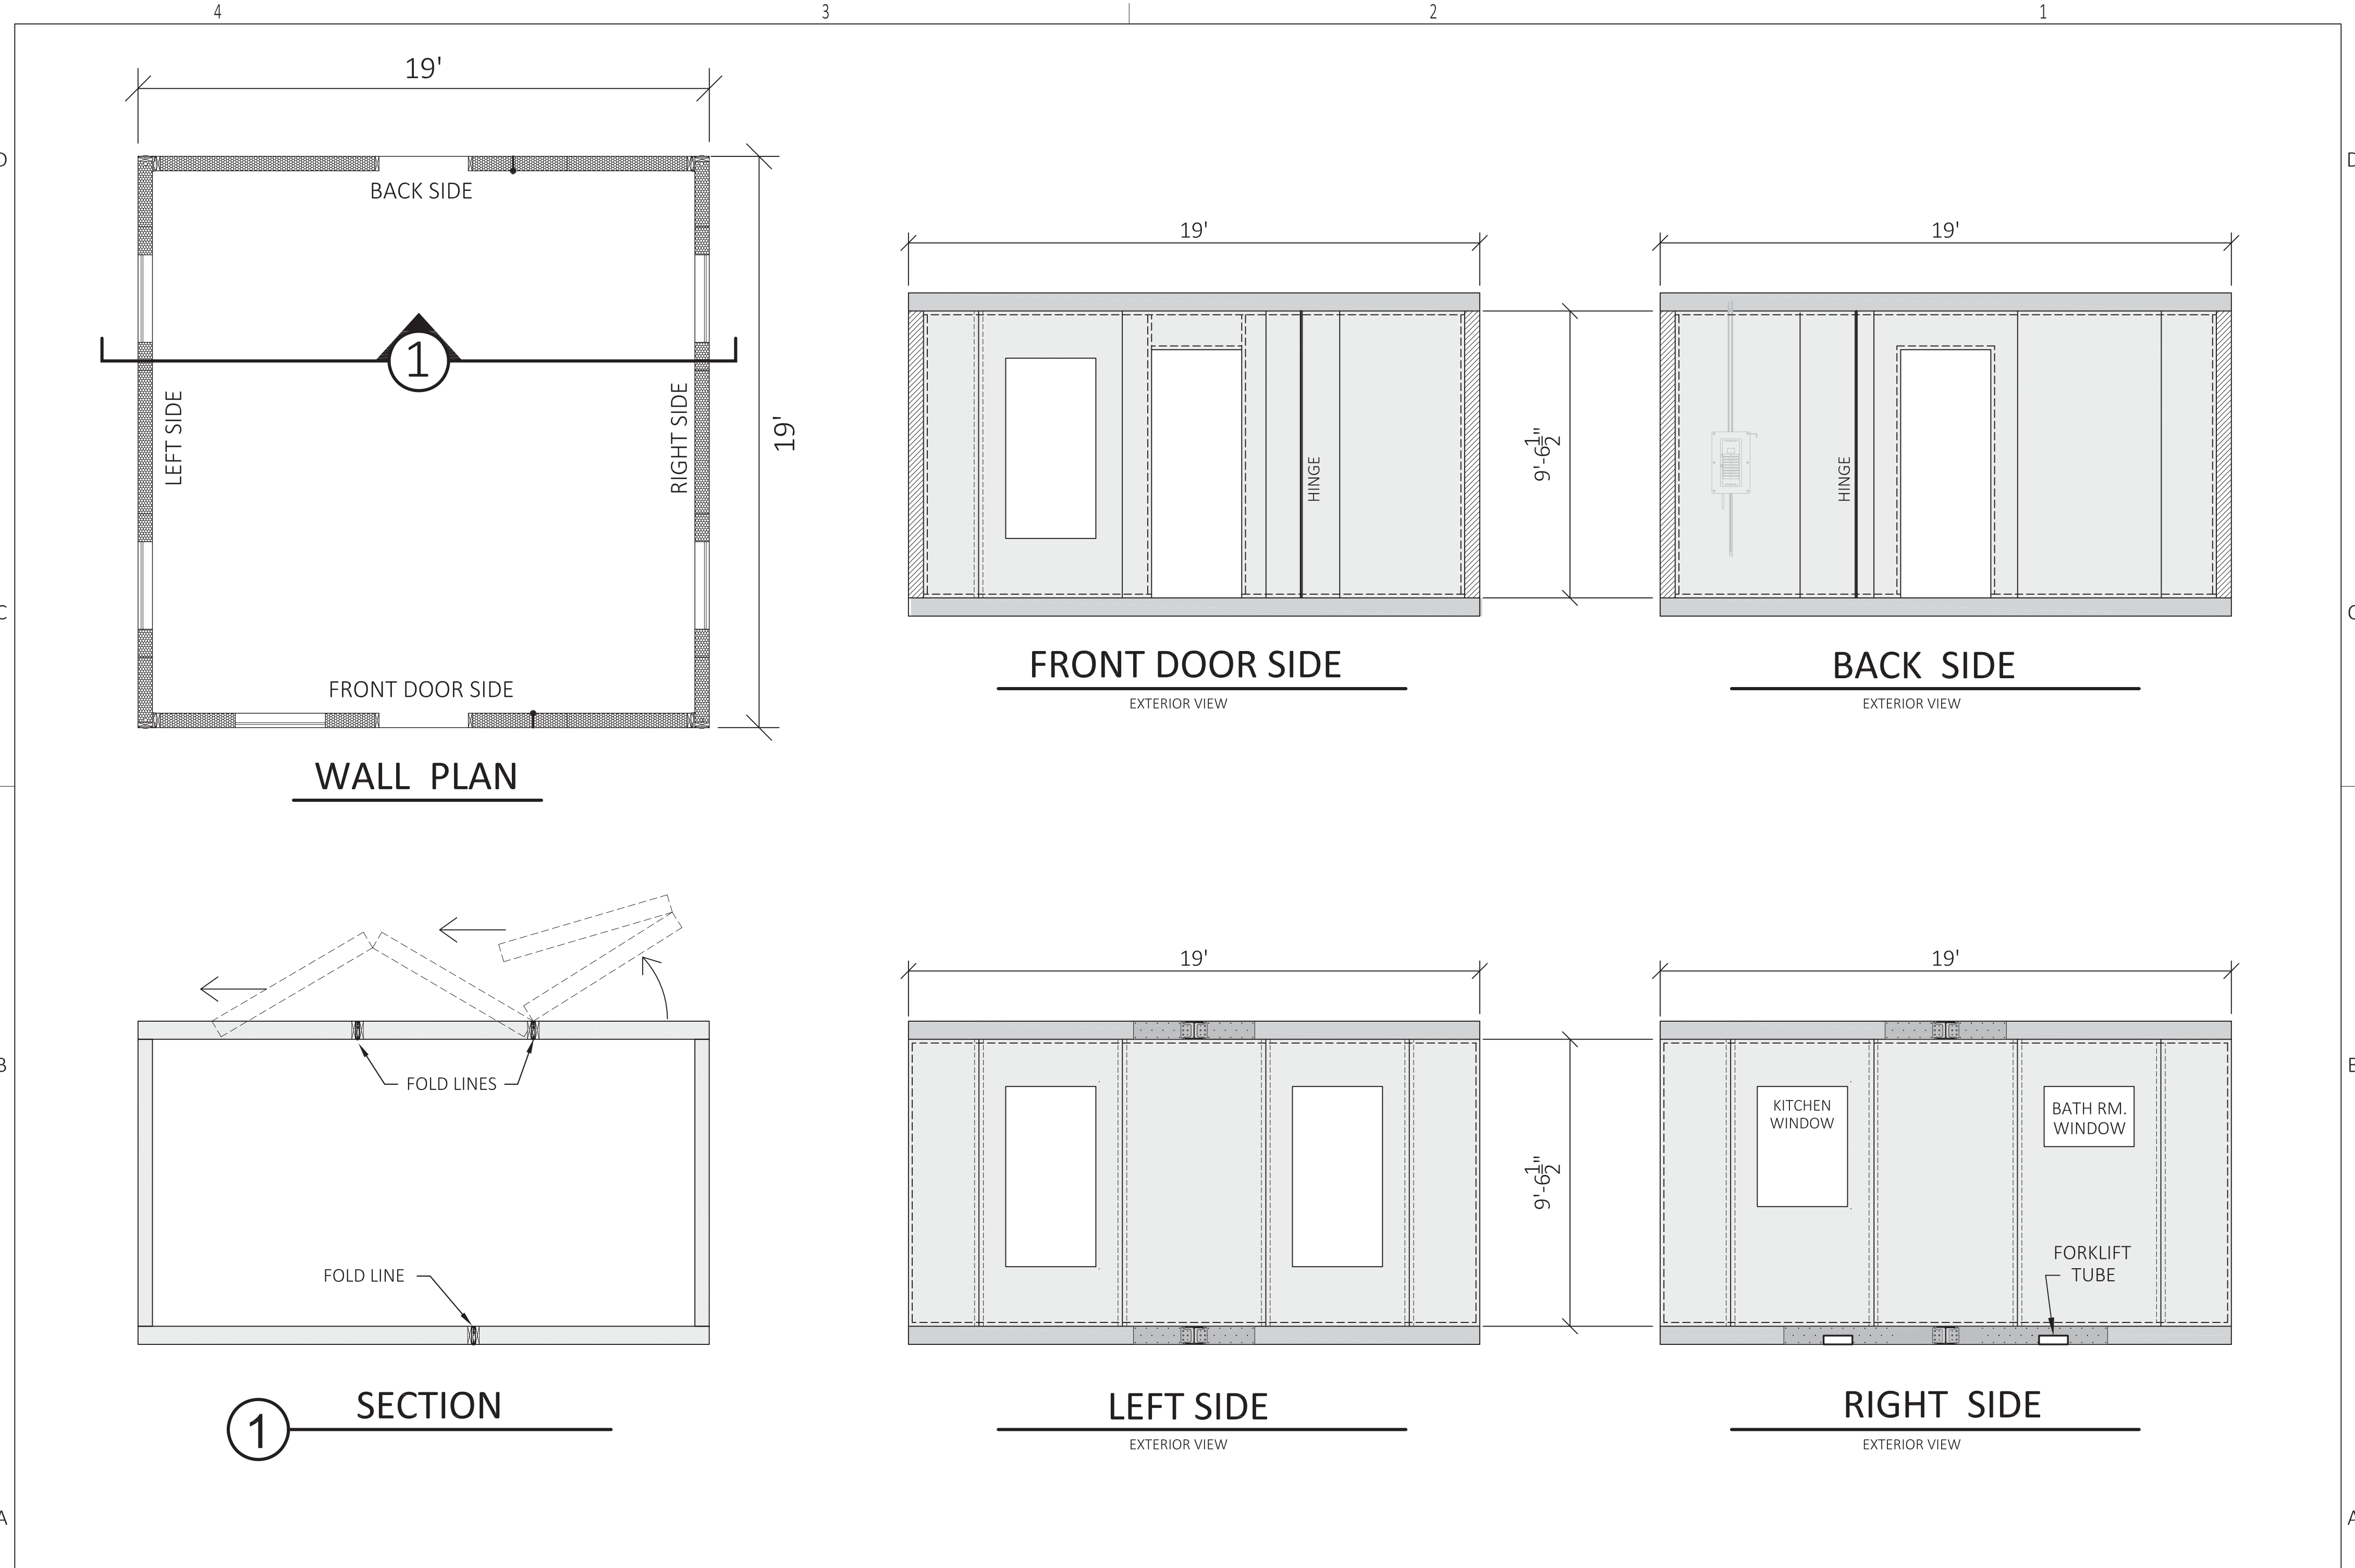 4
3
2
1
D
D
C
C
B
B
A
A
19'
BACK SIDE
1
LEFT SIDE
RIGHT SIDE
19'
FRONT DOOR SIDE
WALL PLAN
19'
HINGE
9'-6 1/2"
FRONT DOOR SIDE
EXTERIOR VIEW
19'
HINGE
BACK SIDE
EXTERIOR VIEW
FOLD LINES
FOLD LINE
1
SECTION
19'
9'-6 1/2"
LEFT SIDE
EXTERIOR VIEW
19'
KITCHEN
WINDOW
BATH RM.
WINDOW
FORKLIFT
TUBE
RIGHT SIDE
EXTERIOR VIEW